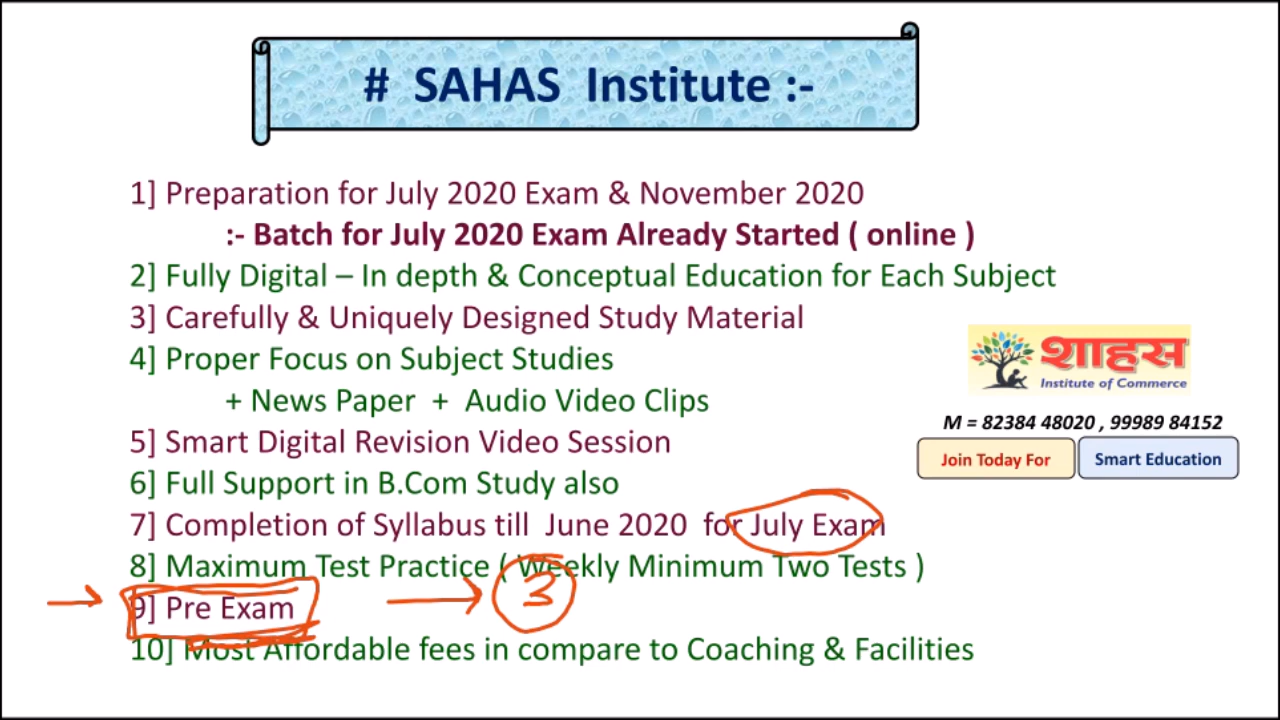 # SAHAS Institute :-
1] Preparation for July 2020 Exam & November 2020
:- Batch for July 2020 Exam Already Started ( online )
2] Fully Digital – In depth & Conceptual Education for Each Subject
3] Carefully & Uniquely Designed Study Material
4] Proper Focus on Subject Studies
+ News Paper + Audio Video Clips
5] Smart Digital Revision Video Session
6] Full Support in B.Com Study also
7] Completion of Syllabus till June 2020 for July Exam
8] Maximum Test Practice ( Weekly Minimum Two Tests )
9] Pre Exam → 3
10] Most Affordable fees in compare to Coaching & Facilities
शाहस
Institute of Commerce
M = 82384 48020 , 99989 84152
Join Today For Smart Education